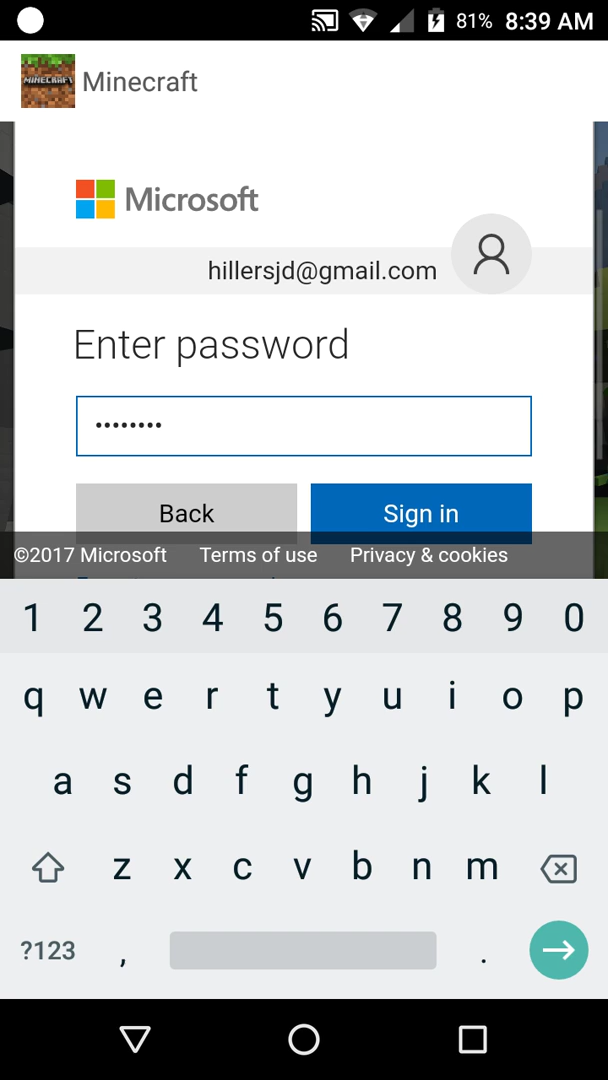 81% 8:39 AM
MINECRAFT Minecraft
Microsoft
hillersjd@gmail.com
Enter password
••••••••
Back Sign in
©2017 Microsoft Terms of use Privacy & cookies
1 2 3 4 5 6 7 8 9 0
q w e r t y u i o p
a s d f g h j k l
z x c v b n m
?123 , .